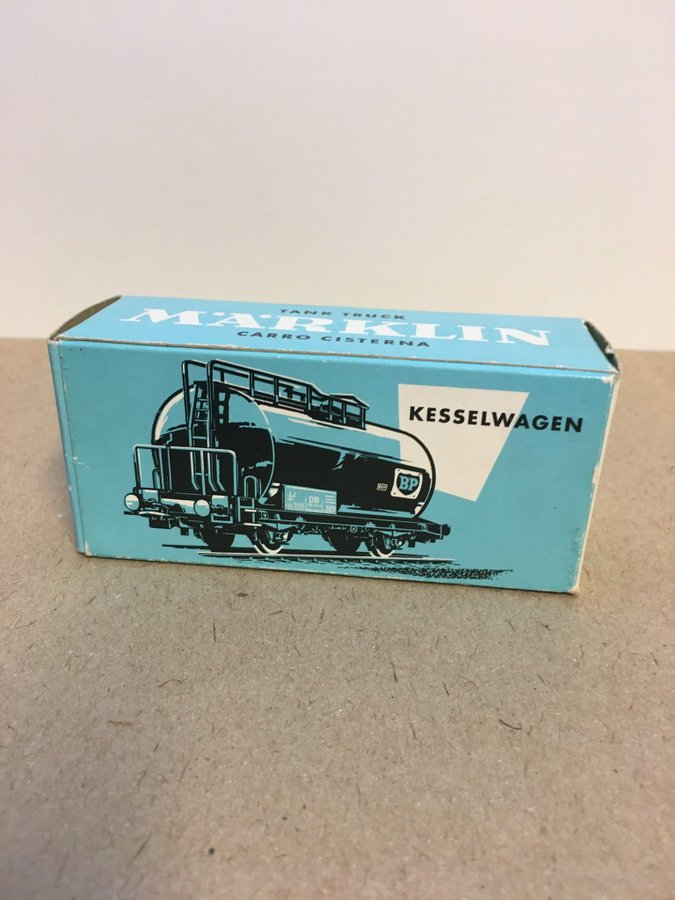 TANK TRUCK
MÄRKLIN
CARRO CISTERNA
KESSELWAGEN
BP
DB